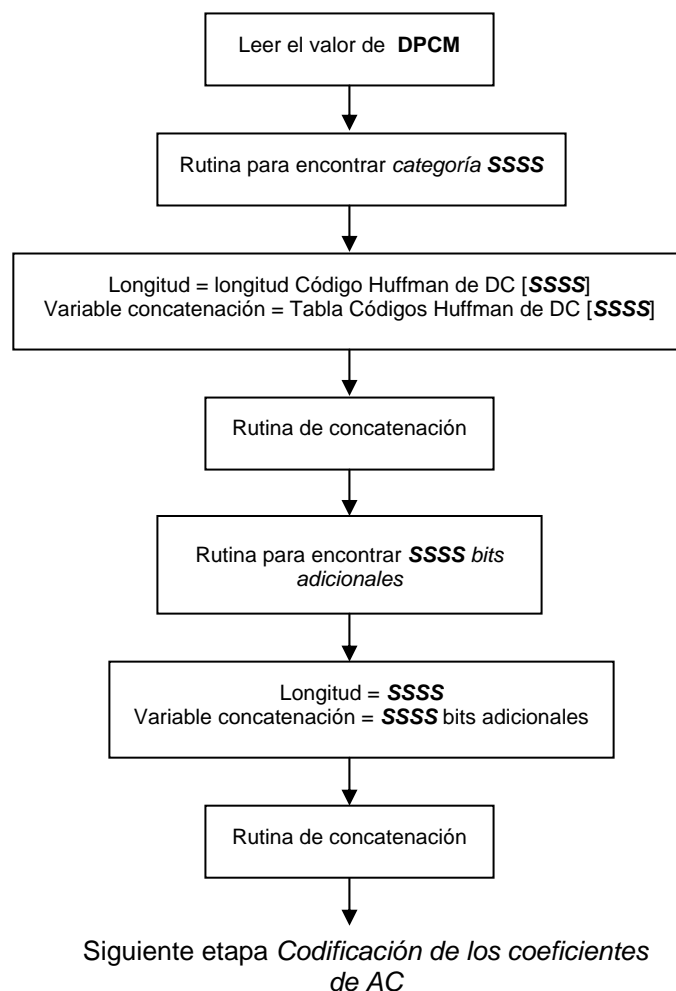 Leer el valor de DPCM
Rutina para encontrar categoría SSSS
Longitud = longitud Código Huffman de DC [SSSS]
Variable concatenación = Tabla Códigos Huffman de DC [SSSS]
Rutina de concatenación
Rutina para encontrar SSSS bits
adicionales
Longitud = SSSS
Variable concatenación = SSSS bits adicionales
Rutina de concatenación
Siguiente etapa Codificación de los coeficientes
de AC